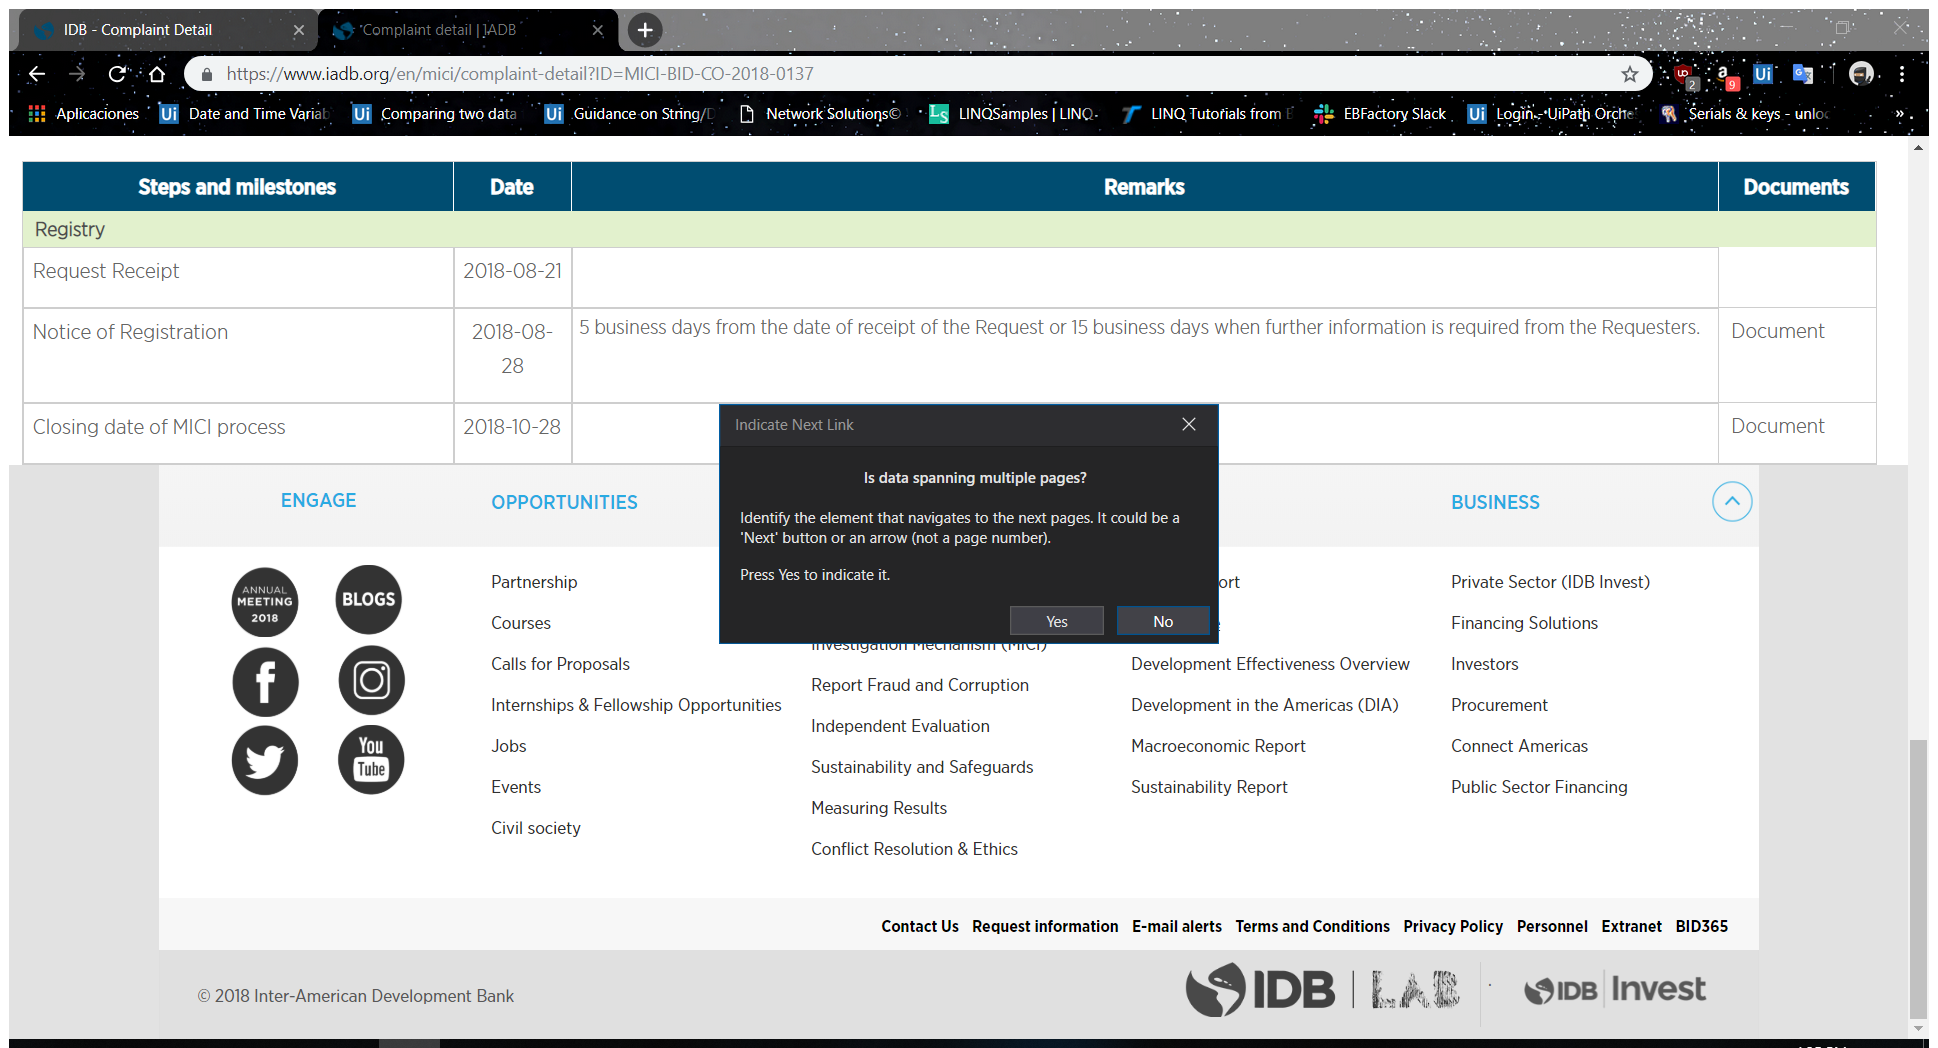 IDB - Complaint Detail
Complaint detail | IADB
https://www.iadb.org/en/mici/complaint-detail?ID=MICI-BID-CO-2018-0137
2
9
Ui
Aplicaciones
Ui Date and Time Variab
Ui Comparing two data
Ui Guidance on String/D
Network Solutions©
LS LINQSamples | LINQ
LINQ Tutorials from E
EBFactory Slack
Ui Login - UiPath Orche
Serials & keys - unloc
»
Steps and milestones Date Remarks Documents
Registry
Request Receipt 2018-08-21
Notice of Registration 2018-08-28 5 business days from the date of receipt of the Request or 15 business days when further information is required from the Requesters. Document
Closing date of MICI process 2018-10-28 Document
Indicate Next Link
Is data spanning multiple pages?
Identify the element that navigates to the next pages. It could be a
'Next' button or an arrow (not a page number).
Press Yes to indicate it.
Yes No
ENGAGE
ANNUAL
MEETING
2018
BLOGS
You
Tube
OPPORTUNITIES
Partnership
Courses
Calls for Proposals
Internships & Fellowship Opportunities
Jobs
Events
Civil society
Investigation Mechanism (MICI)
Report Fraud and Corruption
Independent Evaluation
Sustainability and Safeguards
Measuring Results
Conflict Resolution & Ethics
ort
Development Effectiveness Overview
Development in the Americas (DIA)
Macroeconomic Report
Sustainability Report
BUSINESS
Private Sector (IDB Invest)
Financing Solutions
Investors
Procurement
Connect Americas
Public Sector Financing
Contact Us Request information E-mail alerts Terms and Conditions Privacy Policy Personnel Extranet BID365
© 2018 Inter-American Development Bank
IDB | LAB
IDB Invest